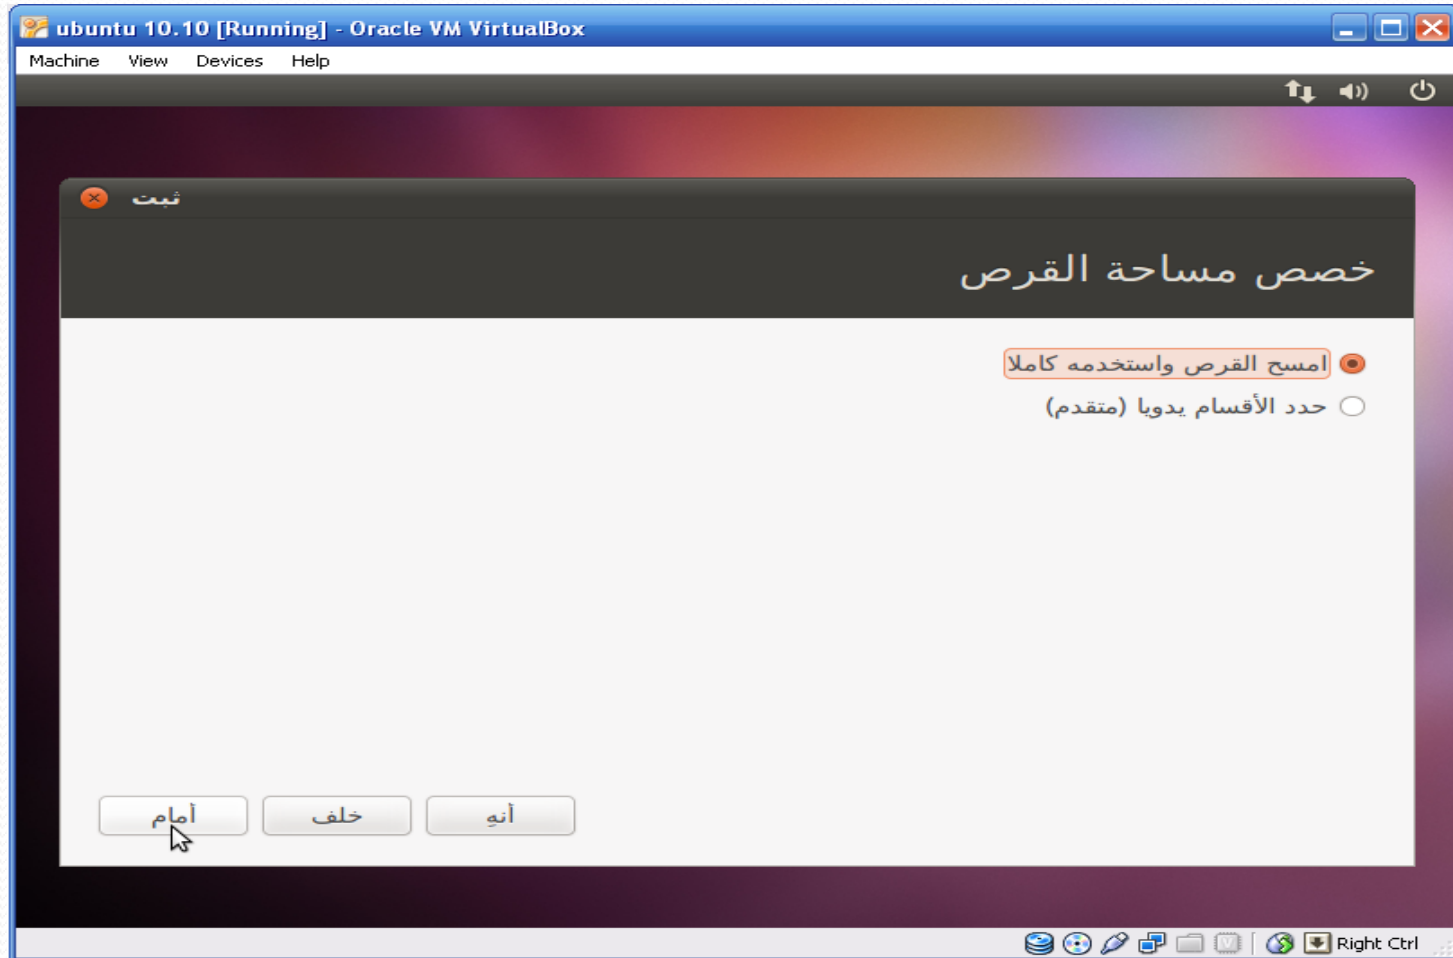 ubuntu 10.10 [Running] - Oracle VM VirtualBox
Machine View Devices Help
ثبت
خصص مساحة القرص
امسح القرص واستخدمه كاملا
حدد الأقسام يدويا (متقدم)
أنهِ خلف أمام
Right Ctrl